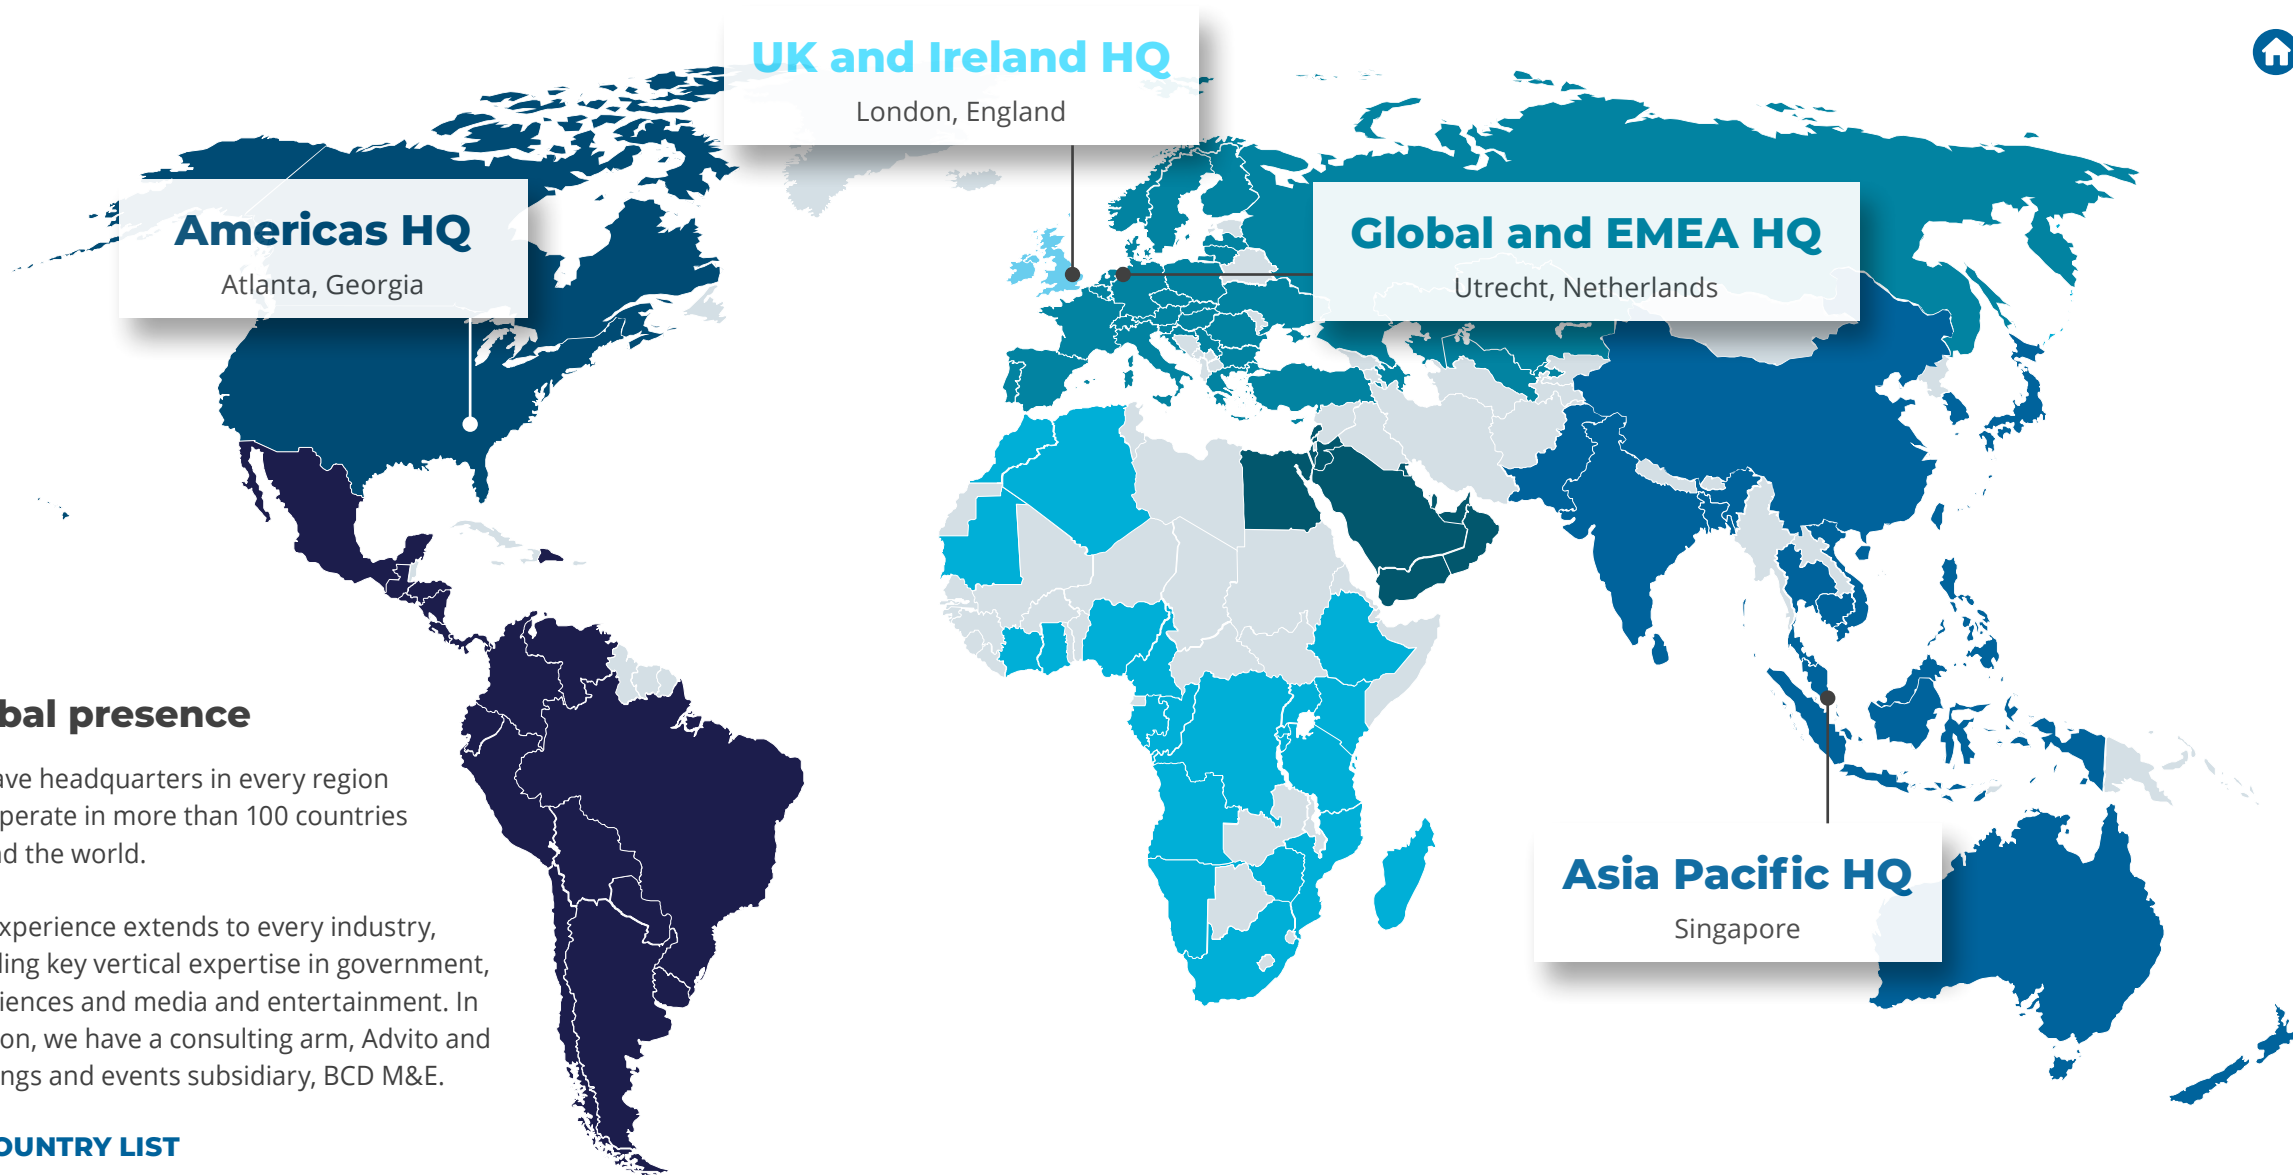 UK and Ireland HQ
London, England
Americas HQ
Atlanta, Georgia
Global and EMEA HQ
Utrecht, Netherlands
bal presence
ave headquarters in every region
perate in more than 100 countries
d the world.
xperience extends to every industry,
ding key vertical expertise in government,
iences and media and entertainment. In
on, we have a consulting arm, Advito and
ngs and events subsidiary, BCD M&E.
OUNTRY LIST
Asia Pacific HQ
Singapore